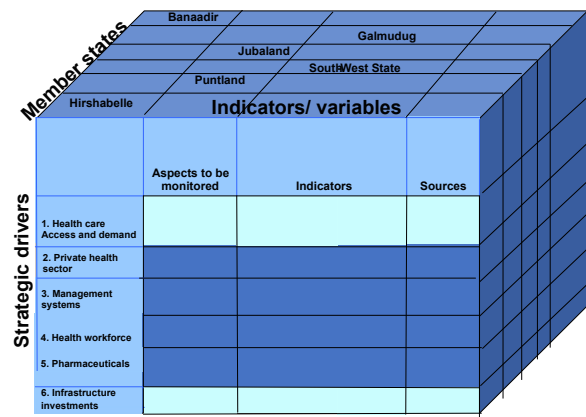 Banaadir
Galmudug
Jubaland
South West State
Puntland
Hirshabelle
Member states
Indicators/ variables
Aspects to be
monitored
Indicators
Sources
Strategic drivers
1. Health care
Access and demand
2. Private health
sector
3. Management
systems
4. Health workforce
5. Pharmaceuticals
6. Infrastructure
investments